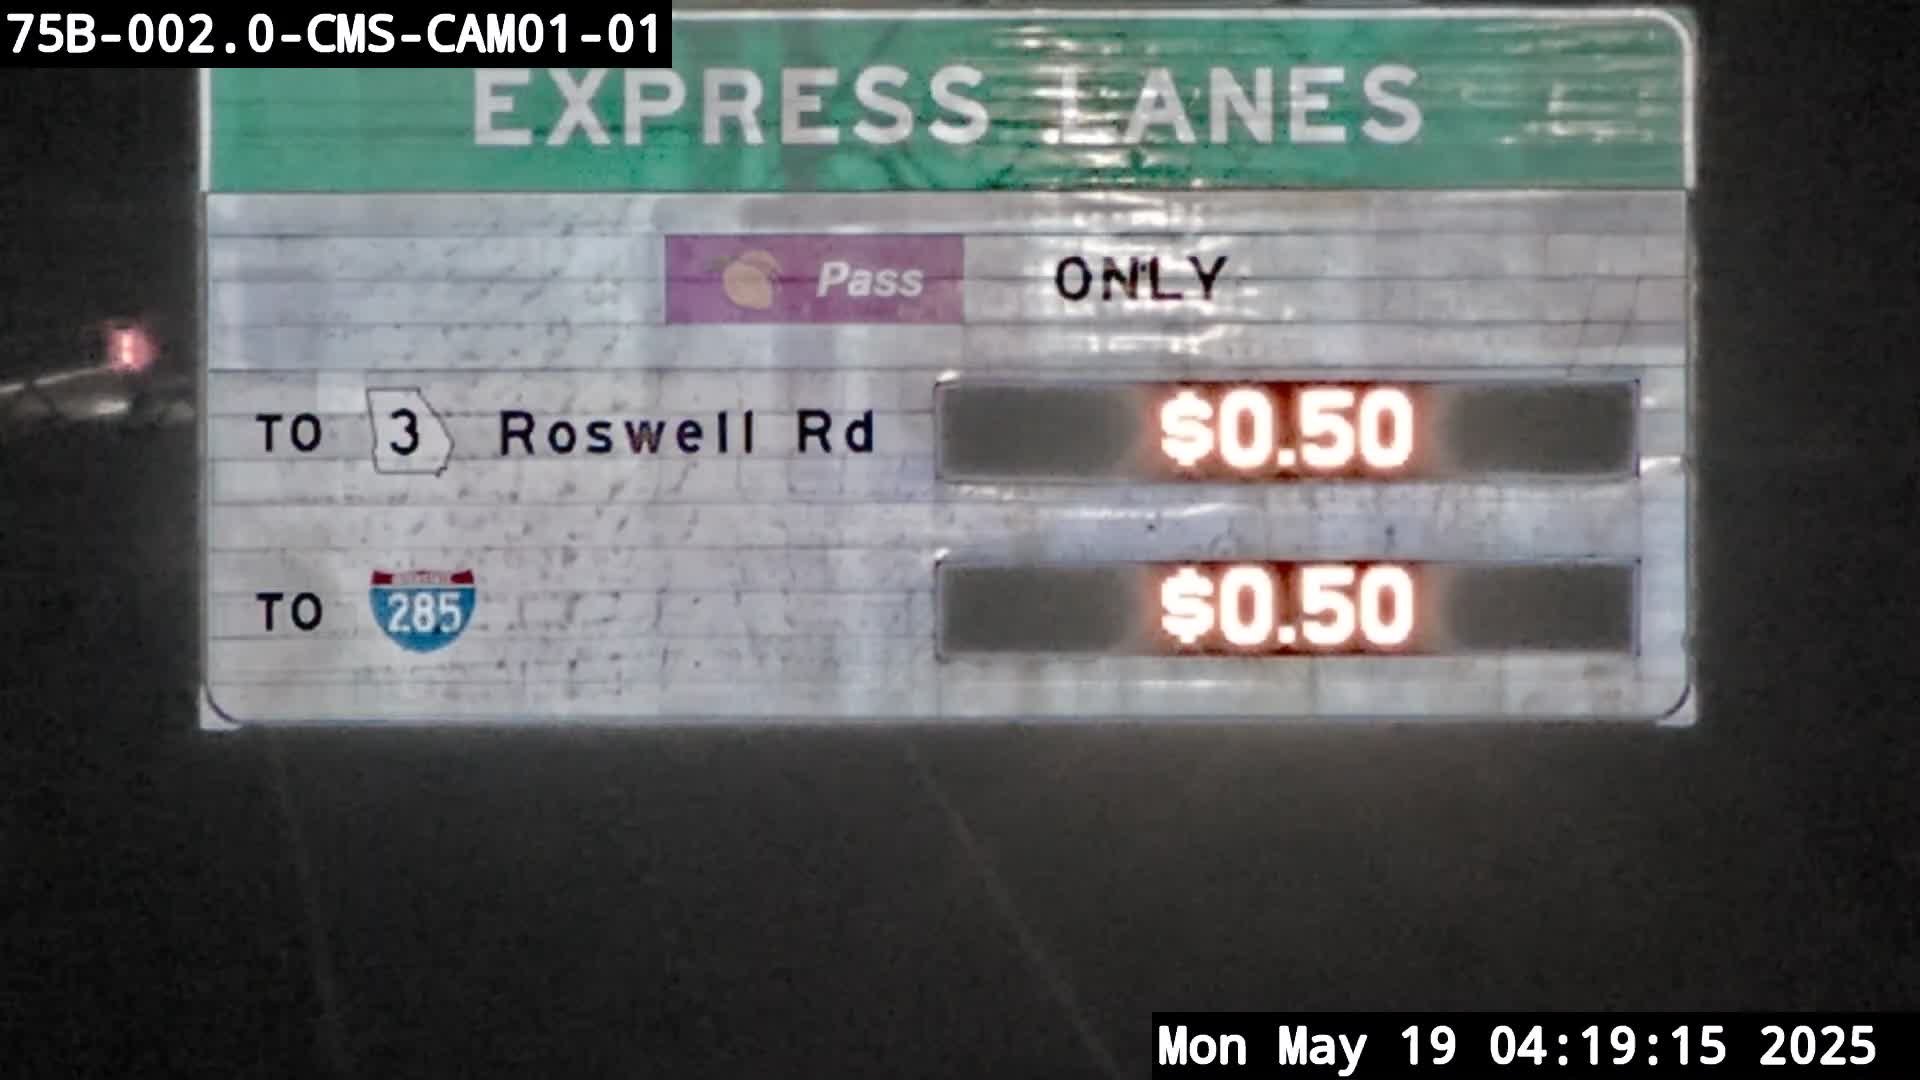 75B-002.0-CMS-CAM01-01
EXPRESS LANES
Pass ONLY
TO 3 Roswell Rd $0.50
TO 285 $0.50
Mon May 19 04:19:15 2025